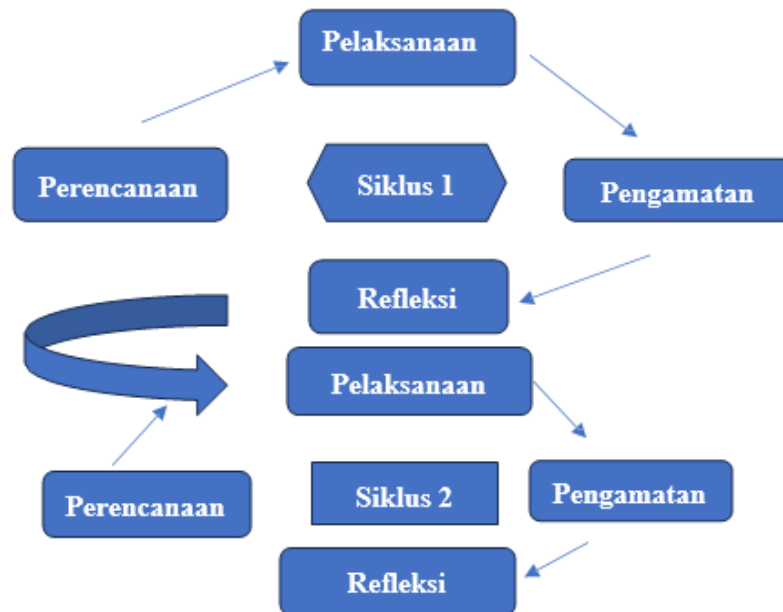 Pelaksanaan
Perencanaan
Siklus 1
Pengamatan
Refleksi
Pelaksanaan
Perencanaan
Siklus 2
Pengamatan
Refleksi